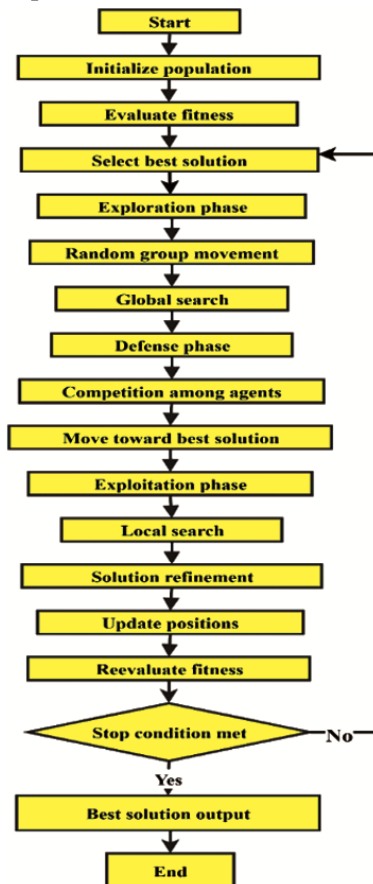 Start
Initialize population
Evaluate fitness
Select best solution
Exploration phase
Random group movement
Global search
Defense phase
Competition among agents
Move toward best solution
Exploitation phase
Local search
Solution refinement
Update positions
Reevaluate fitness
Stop condition met
No
Yes
Best solution output
End